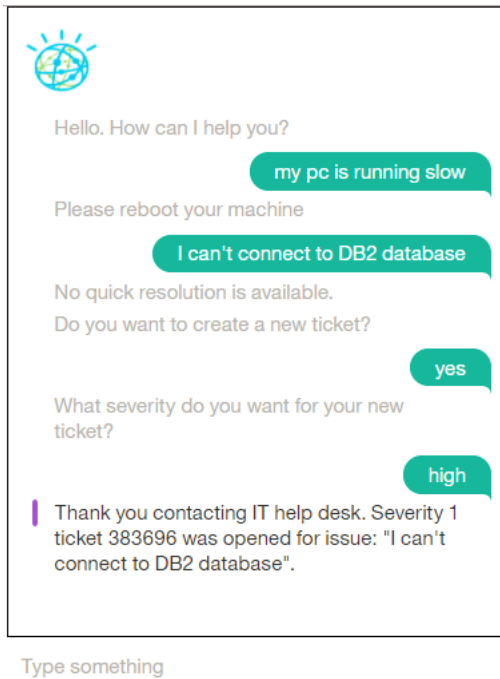 Hello. How can I help you?
my pc is running slow
Please reboot your machine
I can't connect to DB2 database
No quick resolution is available.
Do you want to create a new ticket?
yes
What severity do you want for your new
ticket?
high
Thank you contacting IT help desk. Severity 1
ticket 383696 was opened for issue: "I can't
connect to DB2 database".
Type something